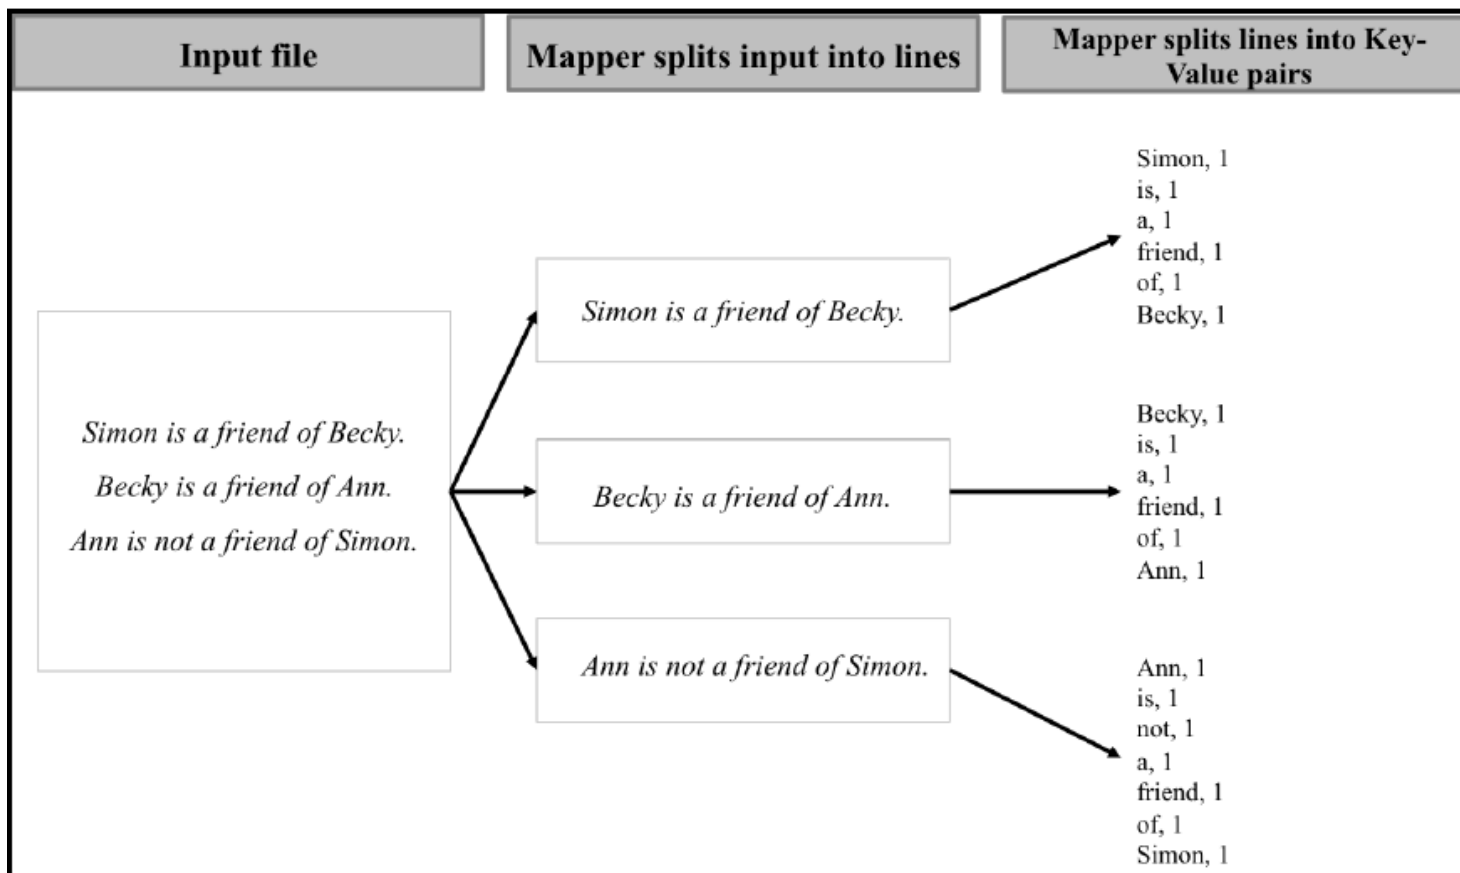 Input file
Mapper splits input into lines
Mapper splits lines into Key-
Value pairs
Simon is a friend of Becky.
Becky is a friend of Ann.
Ann is not a friend of Simon.
Simon is a friend of Becky.
Becky is a friend of Ann.
Ann is not a friend of Simon.
Simon, 1
is, 1
a, 1
friend, 1
of, 1
Becky, 1
Becky, 1
is, 1
a, 1
friend, 1
of, 1
Ann, 1
Ann, 1
is, 1
not, 1
a, 1
friend, 1
of, 1
Simon, 1